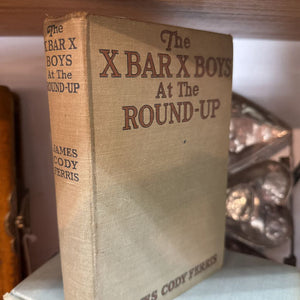 The
X BAR X
BOYS
At The
ROUND-UP
JAMES
CODY
FERRIS
The
X BAR X BOYS
At The
ROUND-UP
CODY FERRIS